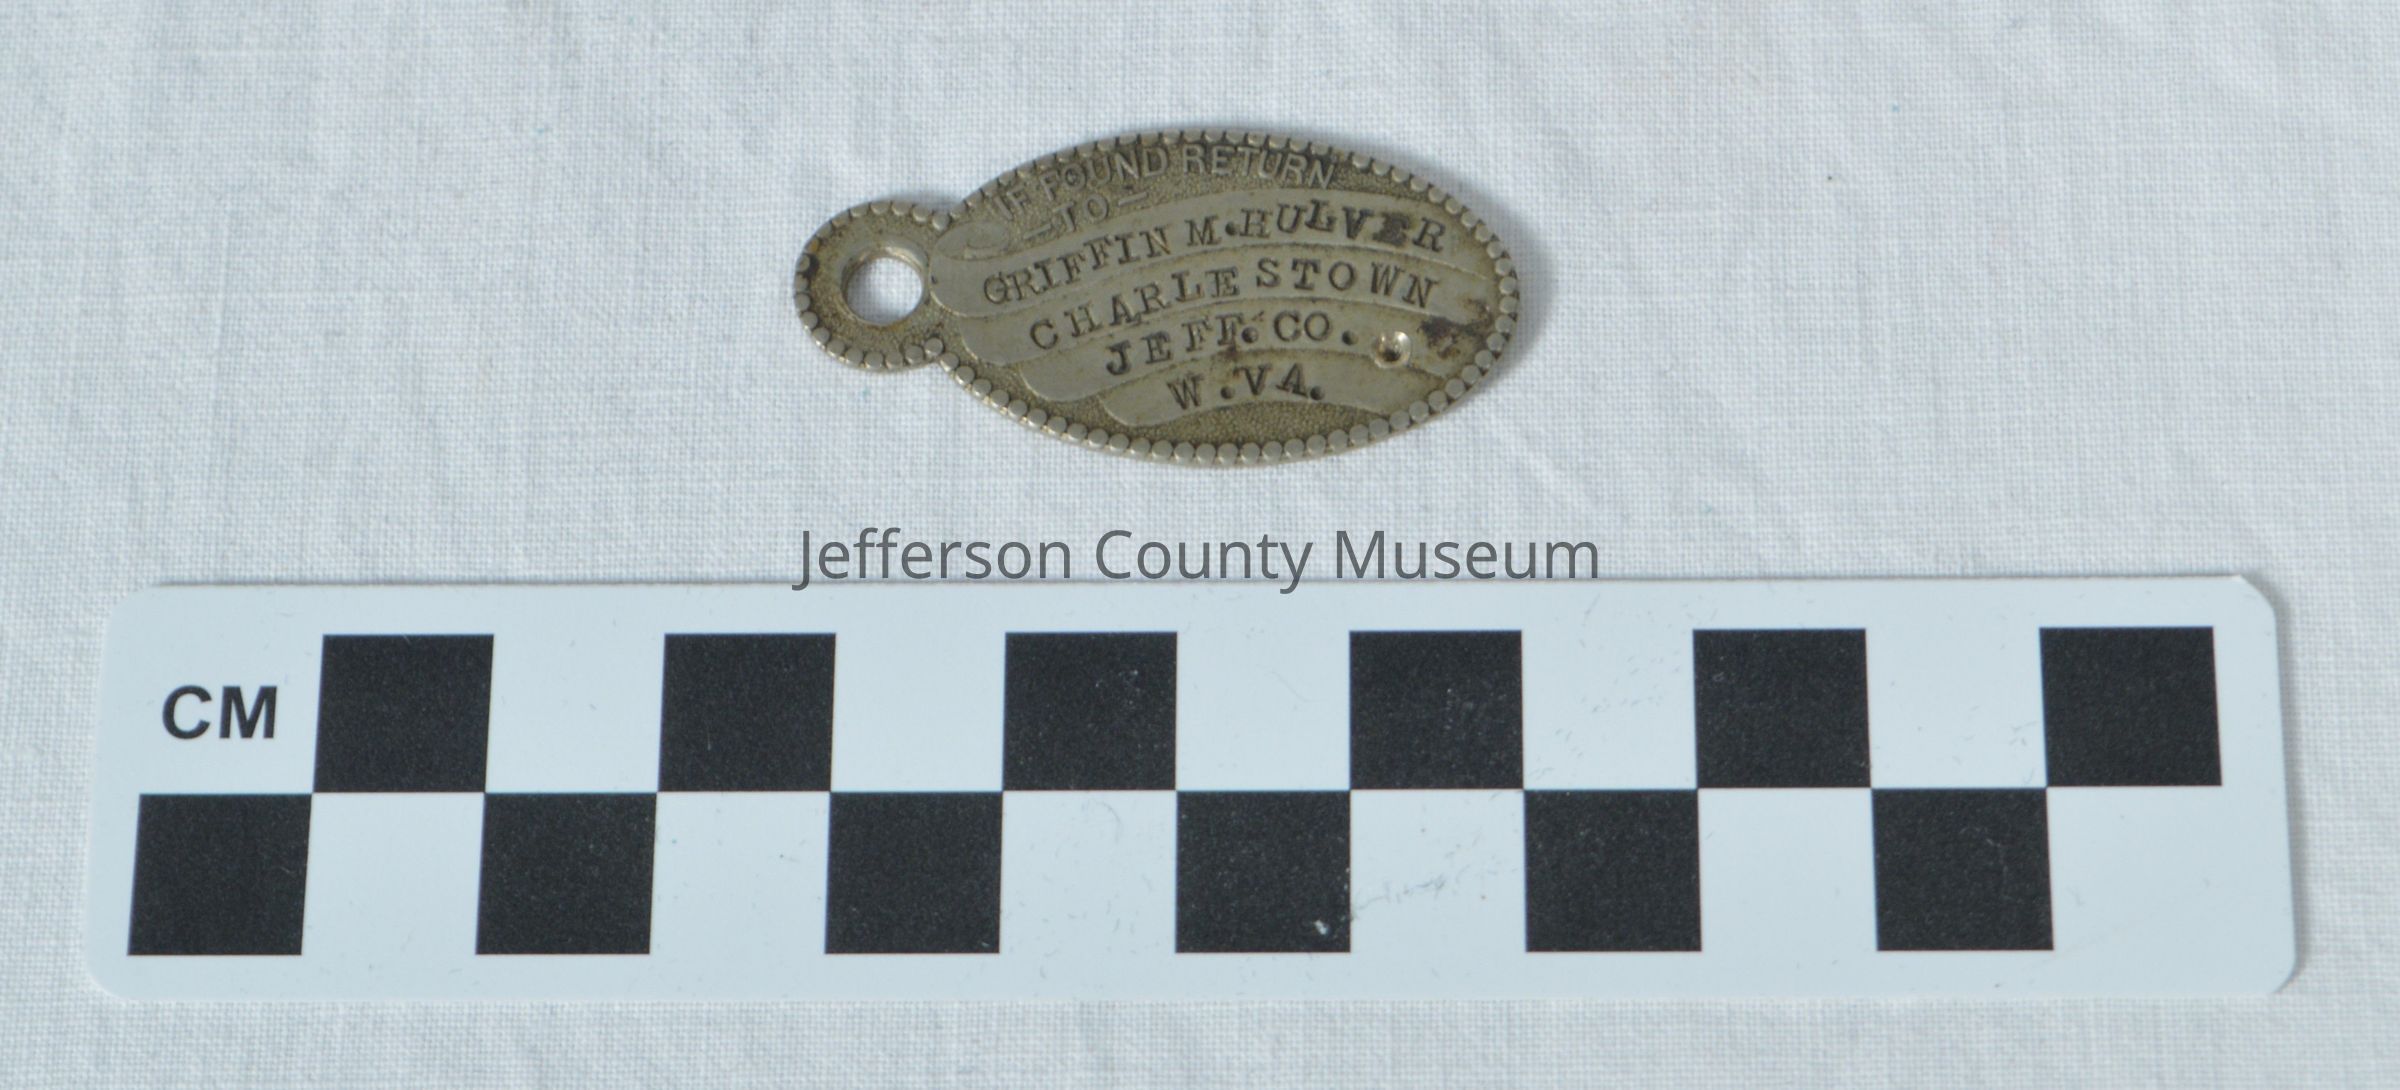 IF FOUND RETURN
—TO—
GRIFFIN M. HULVER
CHARLESTOWN
JEFF. CO.
W. VA.
Jefferson County Museum
CM